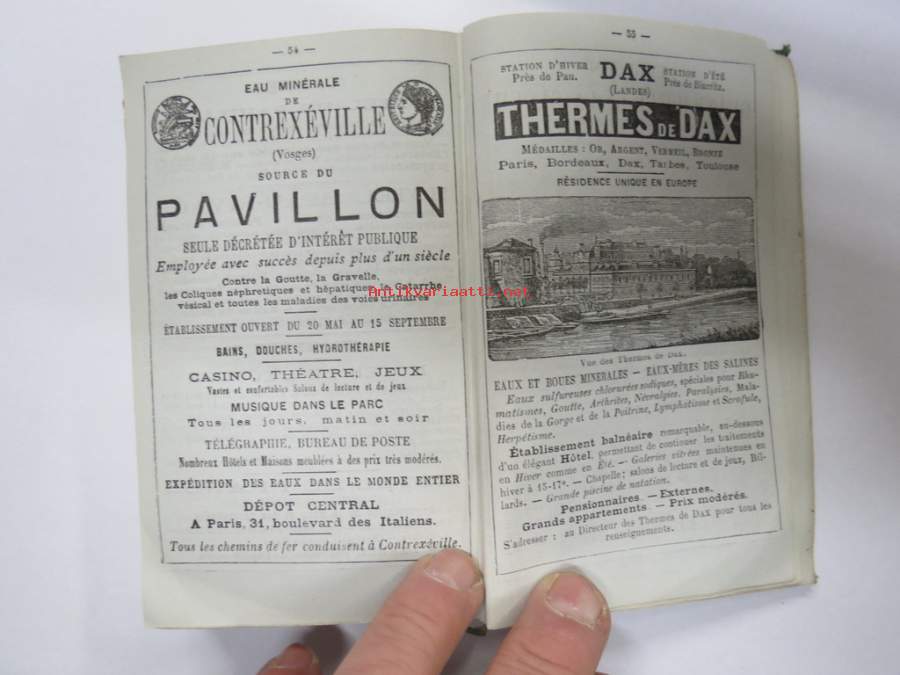 — 54 —
EAU MINÉRALE
DE
CONTREXÉVILLE
(Vosges)
SOURCE DU
PAVILLON
SEULE DÉCRÉTÉE D'INTÉRÊT PUBLIQUE
Employée avec succès depuis plus d'un siècle
Contre la Goutte, la Gravelle,
les Coliques néphretiques et hépatiques, le Catarrhe
vésical et toutes les maladies des voies urinaires
Antikvariaatti.net
ÉTABLISSEMENT OUVERT DU 20 MAI AU 15 SEPTEMBRE
BAINS, DOUCHES, HYDROTHÉRAPIE
CASINO, THÉATRE, JEUX
Vastes et confortables Salons de lecture et de jeux
MUSIQUE DANS LE PARC
Tous les jours, matin et soir
TÉLÉGRAPHIE, BUREAU DE POSTE
Nombreux Hôtels et Maisons meublées à des prix très modérés.
EXPÉDITION DES EAUX DANS LE MONDE ENTIER
DÉPOT CENTRAL
A Paris, 31, boulevard des Italiens.
Tous les chemins de fer conduisent à Contrexéville.
— 55 —
STATION D'HIVER
Près de Pau.
DAX
(LANDES)
STATION D'ÉTÉ
Près de Biarritz.
THERMES DE DAX
MÉDAILLES : OR, ARGENT, VERMEIL, BRONZE
Paris, Bordeaux, Dax, Tarbes, Toulouse
RÉSIDENCE UNIQUE EN EUROPE
Vue des Thermes de Dax.
EAUX ET BOUES MINERALES — EAUX-MÈRES DES SALINES
Eaux sulfureuses chlorurées sodiques, spéciales pour Rhu-
matismes, Goutte, Arthrites, Névralgies, Paralysies, Mala-
dies de la Gorge et de la Poitrine, Lymphatisme et Scrofule,
Herpétisme.
Établissement balnéaire remarquable, au-dessous
d'un élégant Hôtel, permettant de continuer les traitements
en Hiver comme en Été. — Galeries vitrées maintenues en
hiver à 15-17°. — Chapelle; salons de lecture et de jeux, Bil-
lards. — Grande piscine de natation.
Pensionnaires. — Externes.
Grands appartements — Prix modérés.
S'adresser : au Directeur des Thermes de DAX pour tous les
renseignements.